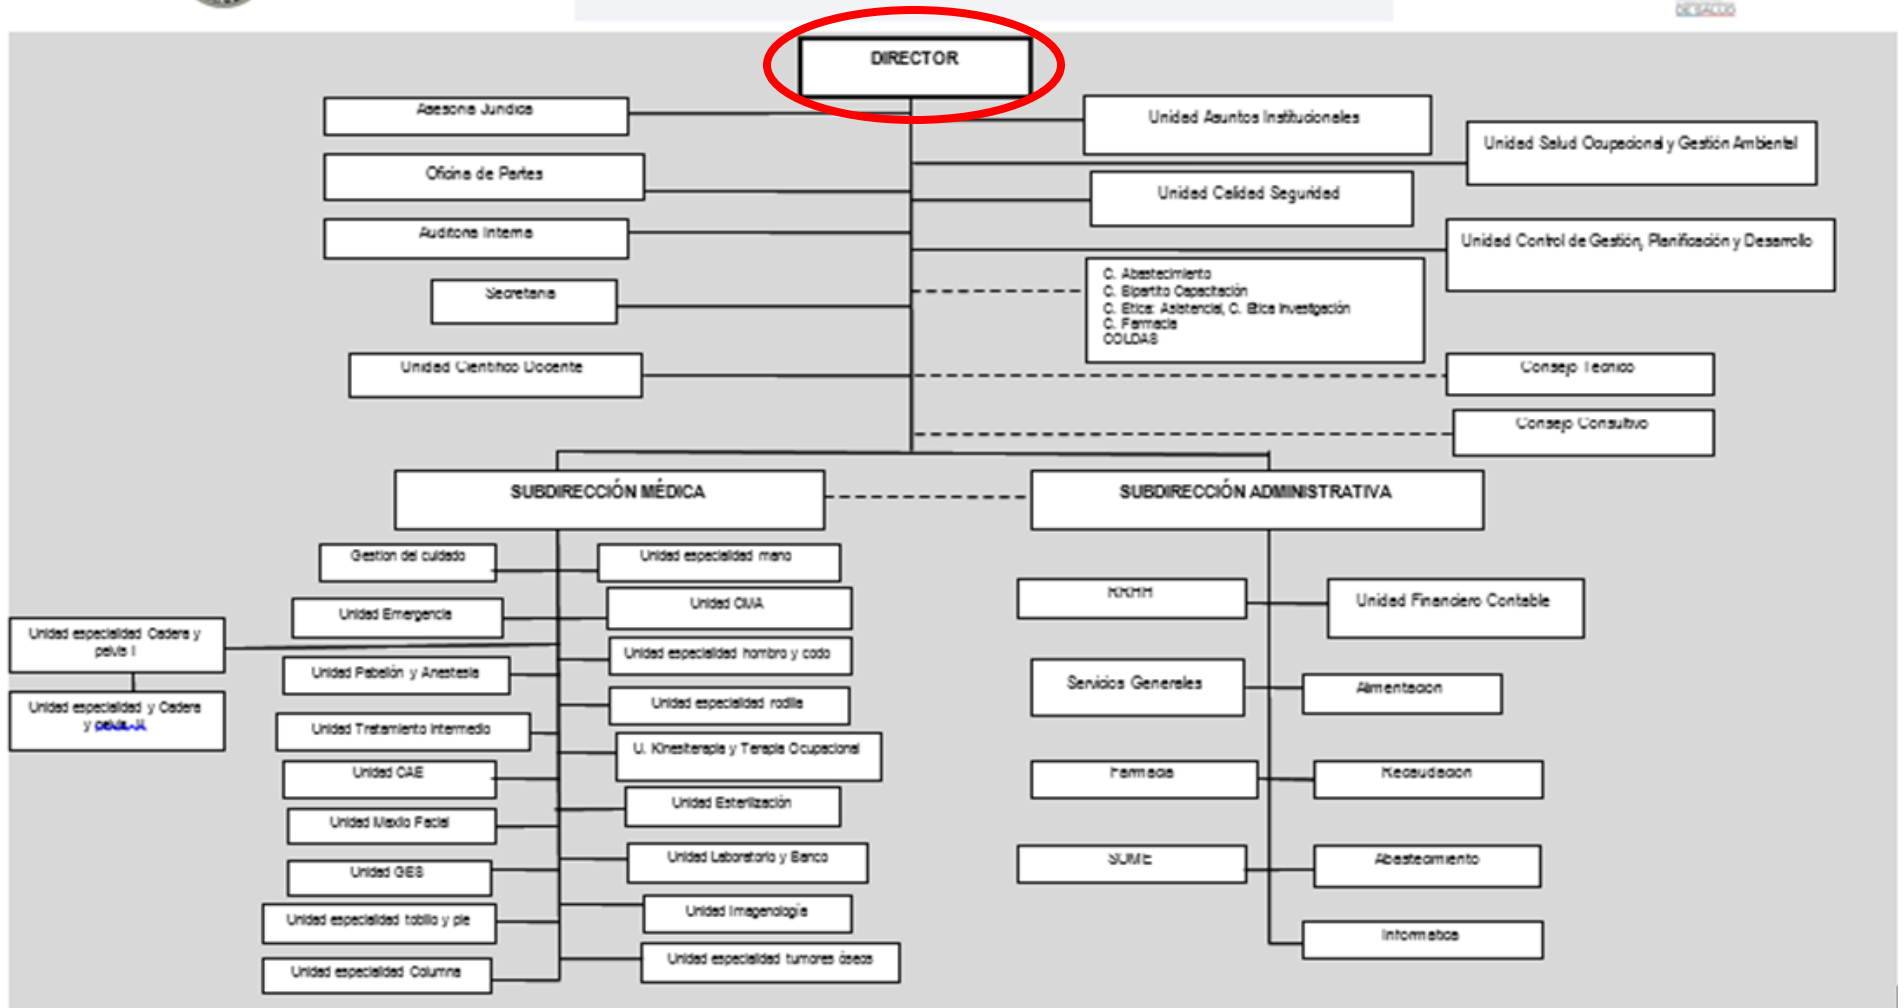 DE SALUD
DIRECTOR
Asesoria Juridica
Unidad Asuntos Institucionales
Unidad Salud Ocupacional y Gestión Ambiental
Oficina de Partes
Unidad Calidad Seguridad
Auditoria Interna
Unidad Control de Gestión, Planificación y Desarrollo
C. Abastecimiento
C. Bipartito Capacitación
C. Etica: Asistencial, C. Etica Investigación
C. Farmacia
COLDAS
Secretaria
Unidad Cientifico Docente
Consejo Tecnico
Consejo Consultivo
SUBDIRECCIÓN MÉDICA
SUBDIRECCIÓN ADMINISTRATIVA
Gestion del cuidado
Unidad especialidad mano
Unidad Emergencia
Unidad CMA
Unidad especialidad Cadera y
pelvis I
Unidad especialidad hombro y codo
Unidad Pabellón y Anestesia
Unidad especialidad y Cadera
y pelvis II
Unidad especialidad rodilla
Unidad Tratamiento Intermedio
U. Kinesiterapia y Terapia Ocupacional
Unidad CAE
Unidad Esterilización
Unidad Maxilo Facial
Unidad Laboratorio y Banco
Unidad GES
Unidad Imagenología
Unidad especialidad tobillo y pie
Unidad especialidad tumores óseos
Unidad especialidad Columna
RRHH
Unidad Financiero Contable
Servicios Generales
Alimentacion
Farmacia
Recaudacion
SOME
Abastecimiento
Informatica